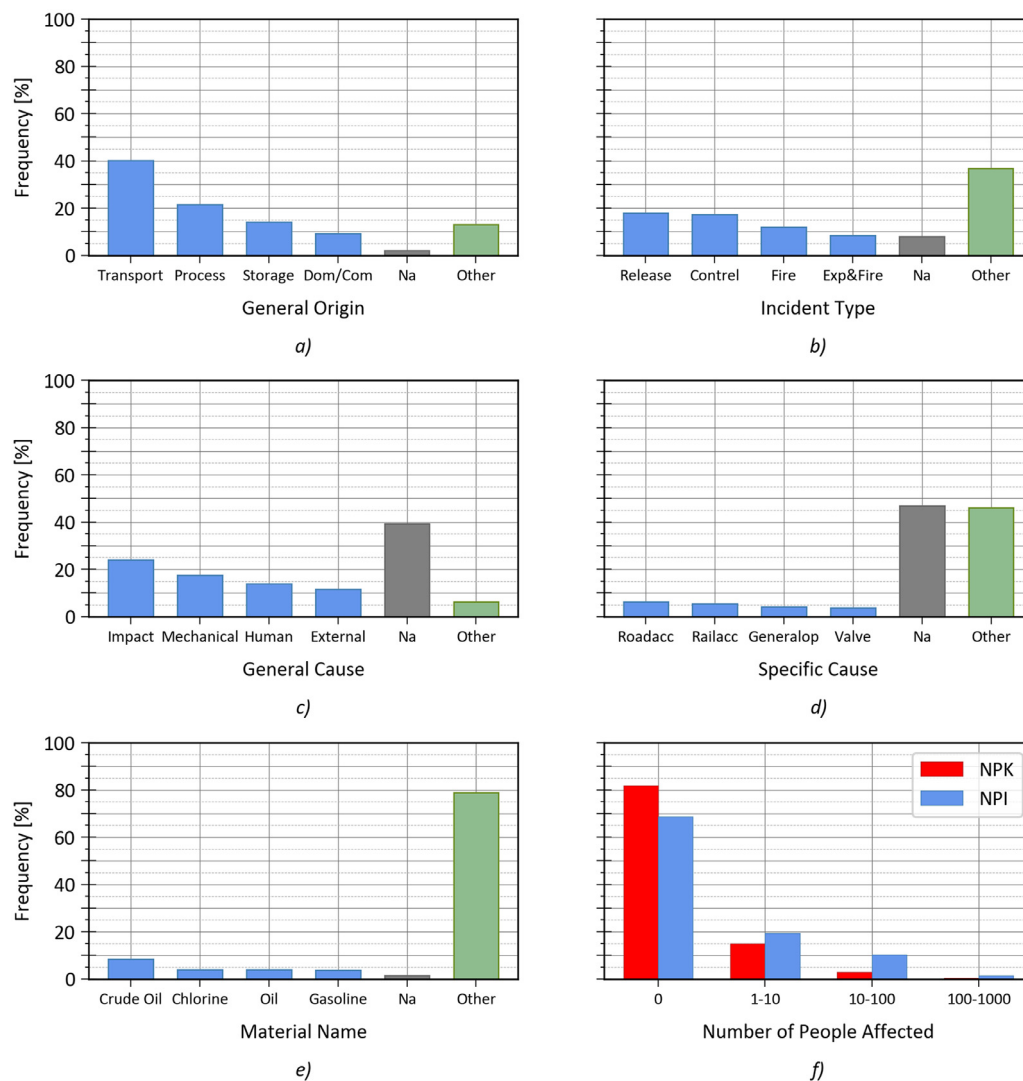 100
80
60
40
20
0
Frequency [%]
Transport Process Storage Dom/Com Na Other
General Origin
a)
Release Contrel Fire Exp&Fire Na Other
Incident Type
b)
100
80
60
40
20
0
Frequency [%]
Impact Mechanical Human External Na Other
General Cause
c)
Roadacc Railacc Generalop Valve Na Other
Specific Cause
d)
100
80
60
40
20
0
Frequency [%]
Crude Oil Chlorine Oil Gasoline Na Other
Material Name
e)
NPK
NPI
0 1-10 10-100 100-1000
Number of People Affected
f)